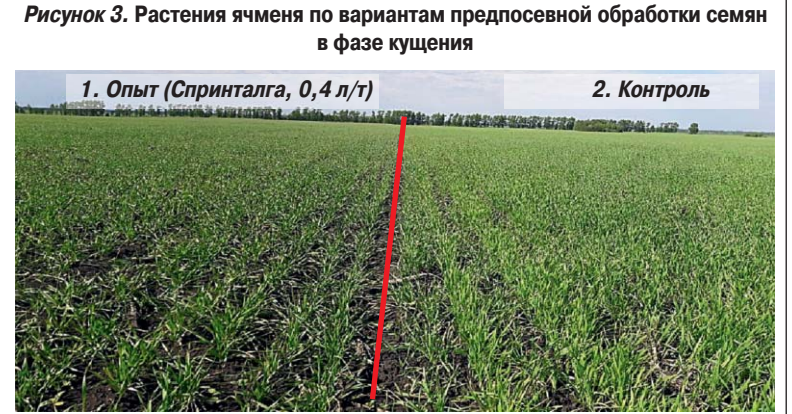 Рисунок 3. Растения ячменя по вариантам предпосевной обработки семян
в фазе кущения
1. Опыт (Спринталга, 0,4 л/т)
2. Контроль